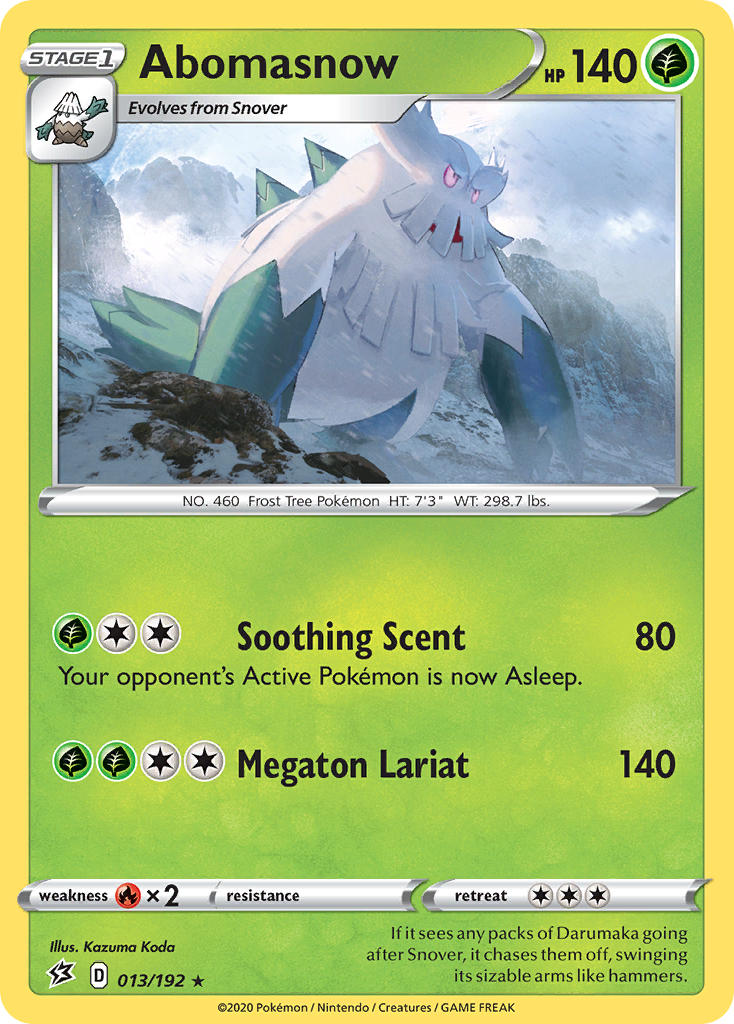 STAGE1
Abomasnow
HP 140
Evolves from Snover
NO. 460 Frost Tree Pokémon HT: 7'3" WT: 298.7 lbs.
Soothing Scent 80
Your opponent's Active Pokémon is now Asleep.
Megaton Lariat 140
weakness ×2 resistance retreat
Illus. Kazuma Koda
If it sees any packs of Darumaka going
after Snover, it chases them off, swinging
its sizable arms like hammers.
D 013/192 ★
©2020 Pokémon / Nintendo / Creatures / GAME FREAK